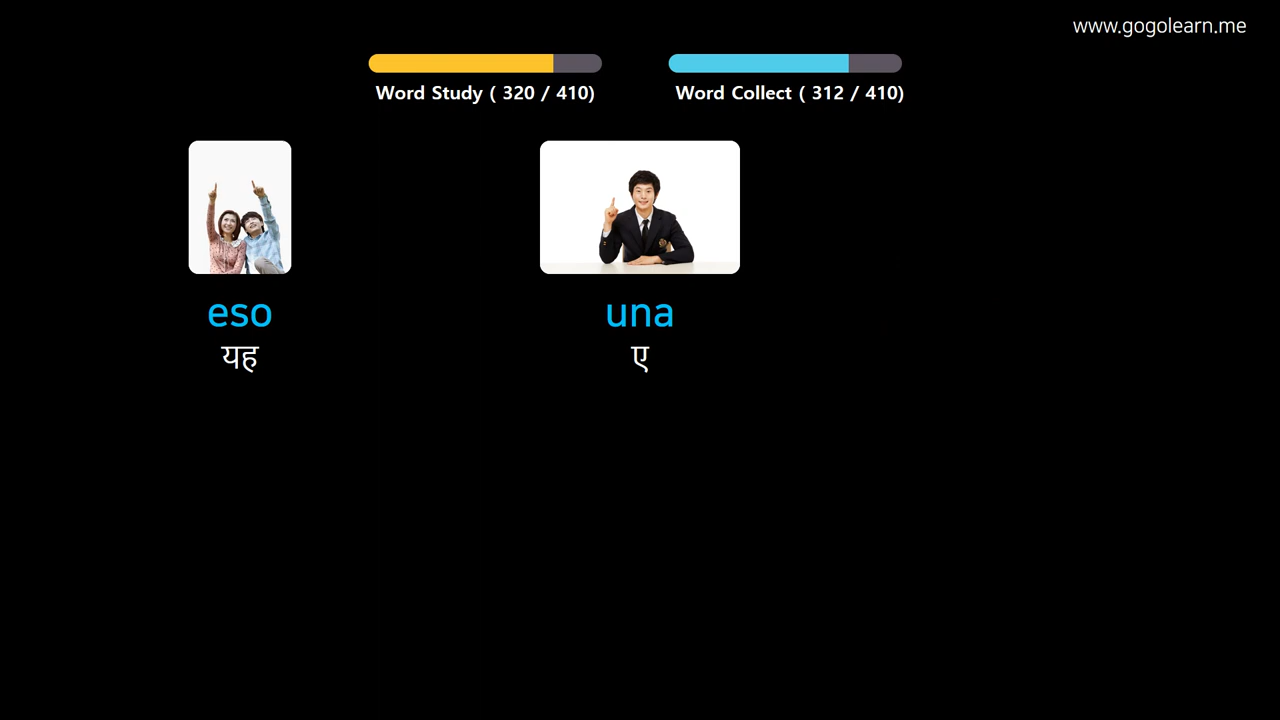 www.gogolearn.me
Word Study ( 320 / 410)
Word Collect ( 312 / 410)
eso
una
यह
ए